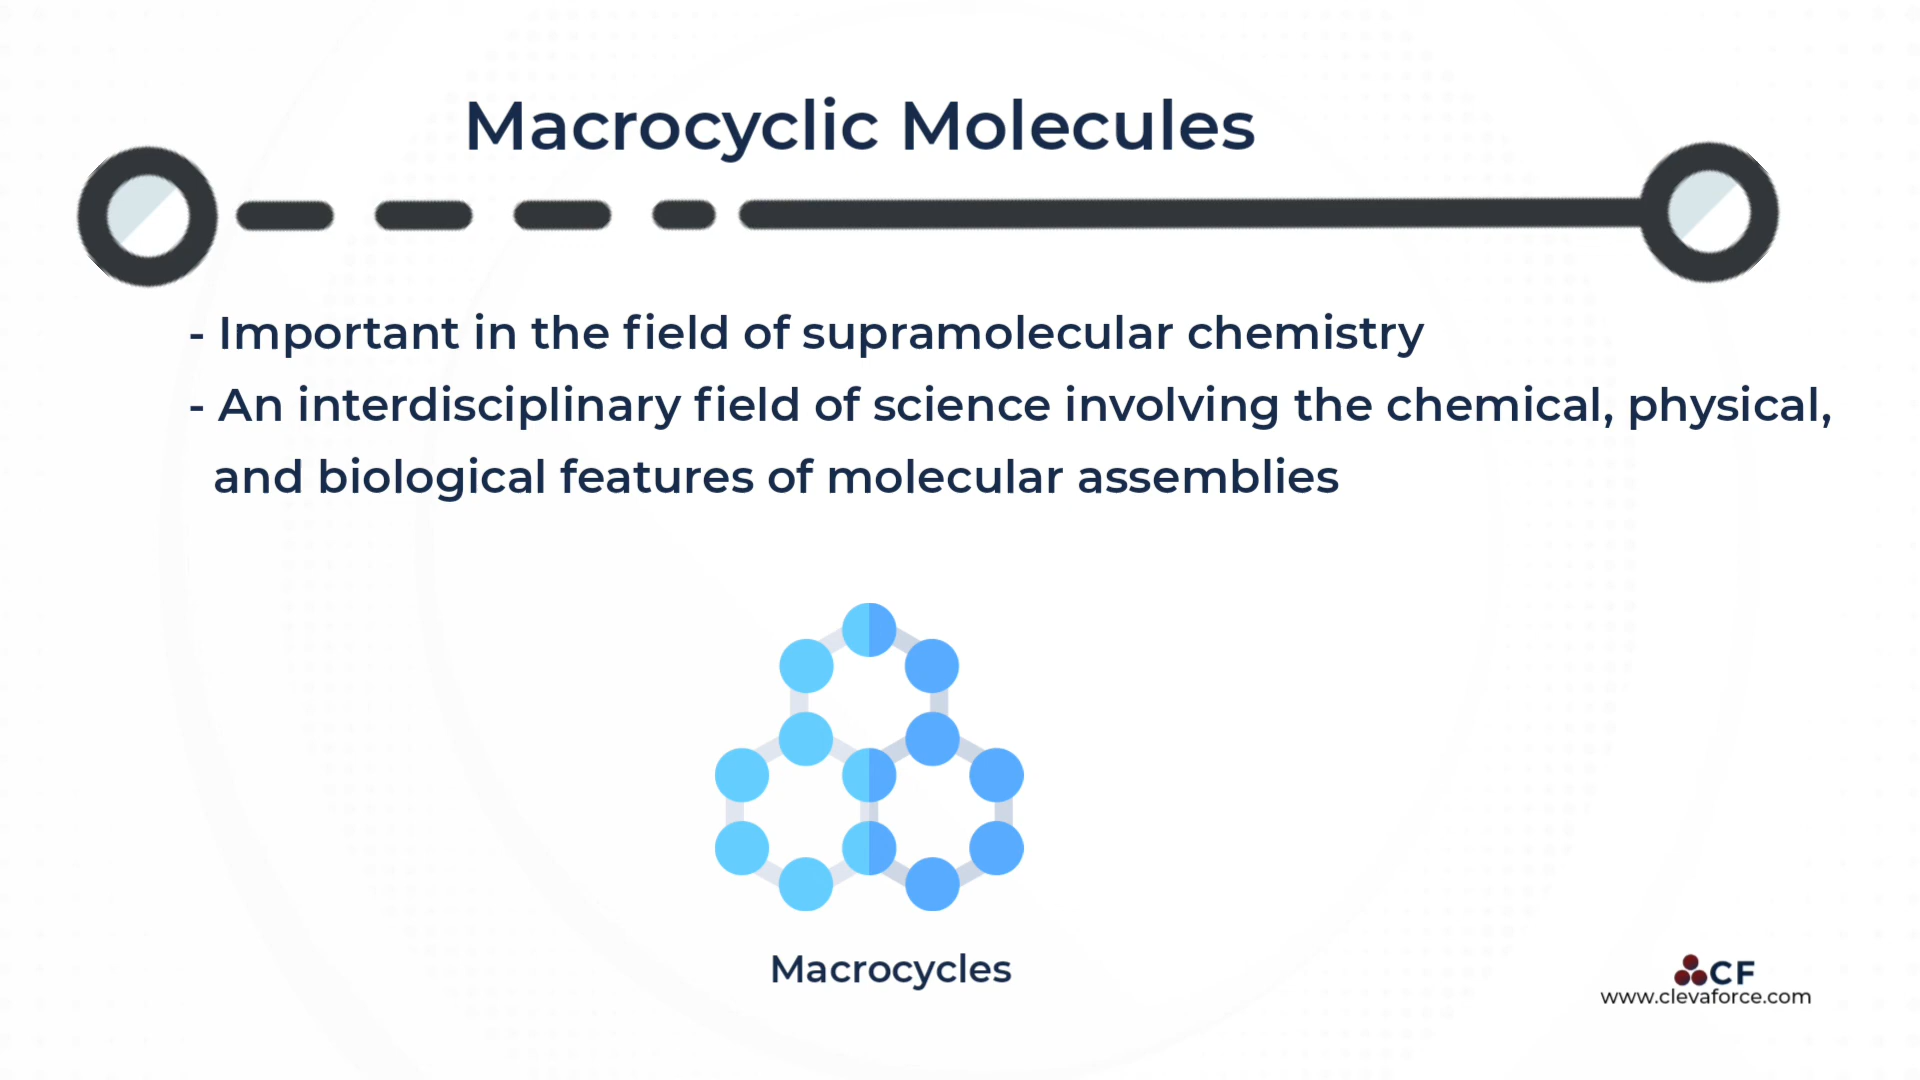 Macrocyclic Molecules
- Important in the field of supramolecular chemistry
- An interdisciplinary field of science involving the chemical, physical,
and biological features of molecular assemblies
Macrocycles
CF
www.clevaforce.com